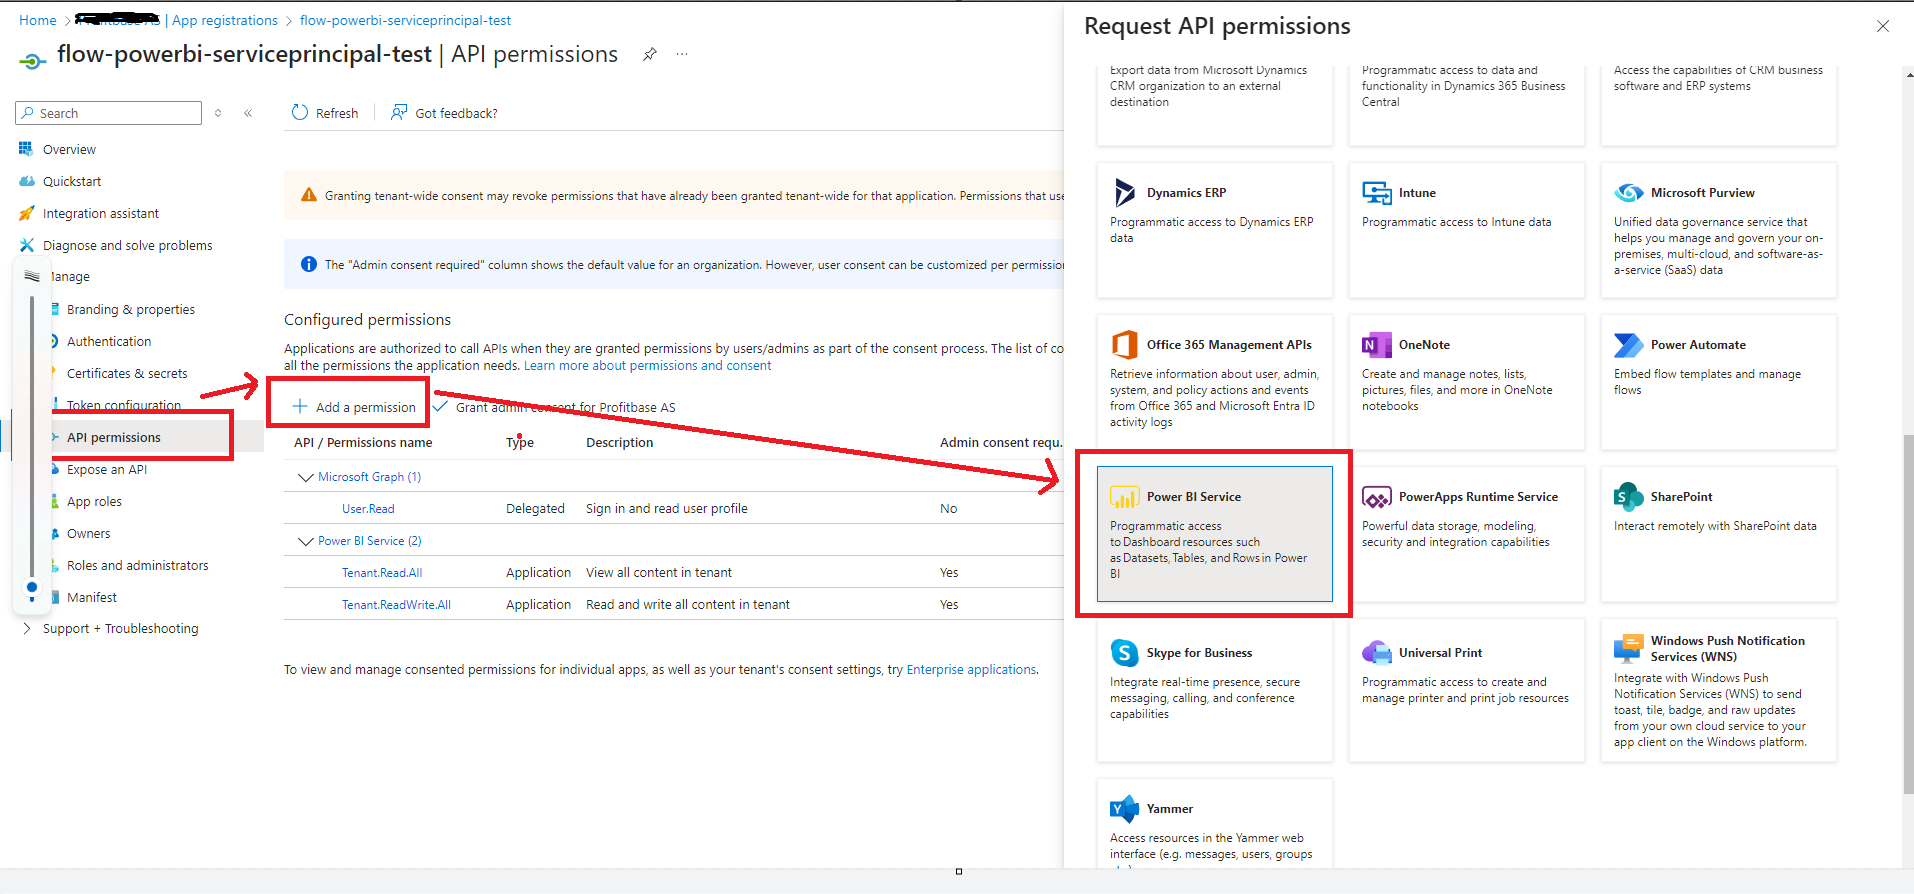 Home > | App registrations > flow-powerbi-serviceprincipal-test
flow-powerbi-serviceprincipal-test | API permissions
Search
Overview
Quickstart
Integration assistant
Diagnose and solve problems
Manage
Branding & properties
Authentication
Certificates & secrets
Token configuration
API permissions
Expose an API
App roles
Owners
Roles and administrators
Manifest
Support + Troubleshooting
Refresh
Got feedback?
Granting tenant-wide consent may revoke permissions that have already been granted tenant-wide for that application. Permissions that use
The "Admin consent required" column shows the default value for an organization. However, user consent can be customized per permission
Configured permissions
Applications are authorized to call APIs when they are granted permissions by users/admins as part of the consent process. The list of co
all the permissions the application needs. Learn more about permissions and consent
Add a permission
Grant admin consent for Profitbase AS
API / Permissions name Type Description Admin consent requ...
Microsoft Graph (1)
User.Read Delegated Sign in and read user profile No
Power BI Service (2)
Tenant.Read.All Application View all content in tenant Yes
Tenant.ReadWrite.All Application Read and write all content in tenant Yes
To view and manage consented permissions for individual apps, as well as your tenant's consent settings, try Enterprise applications.
Request API permissions
Export data from Microsoft Dynamics
CRM organization to an external
destination
Programmatic access to data and
functionality in Dynamics 365 Business
Central
Access the capabilities of CRM business
software and ERP systems
Dynamics ERP
Programmatic access to Dynamics ERP
data
Intune
Programmatic access to Intune data
Microsoft Purview
Unified data governance service that
helps you manage and govern your on-
premises, multi-cloud, and software-as-
a-service (SaaS) data
Office 365 Management APIs
Retrieve information about user, admin,
system, and policy actions and events
from Office 365 and Microsoft Entra ID
activity logs
OneNote
Create and manage notes, lists,
pictures, files, and more in OneNote
notebooks
Power Automate
Embed flow templates and manage
flows
Power BI Service
Programmatic access
to Dashboard resources such
as Datasets, Tables, and Rows in Power
BI
PowerApps Runtime Service
Powerful data storage, modeling,
security and integration capabilities
SharePoint
Interact remotely with SharePoint data
Skype for Business
Integrate real-time presence, secure
messaging, calling, and conference
capabilities
Universal Print
Programmatic access to create and
manage printer and print job resources
Windows Push Notification
Services (WNS)
Integrate with Windows Push
Notification Services (WNS) to send
toast, tile, badge, and raw updates
from your own cloud service to your
app client on the Windows platform.
Yammer
Access resources in the Yammer web
interface (e.g. messages, users, groups